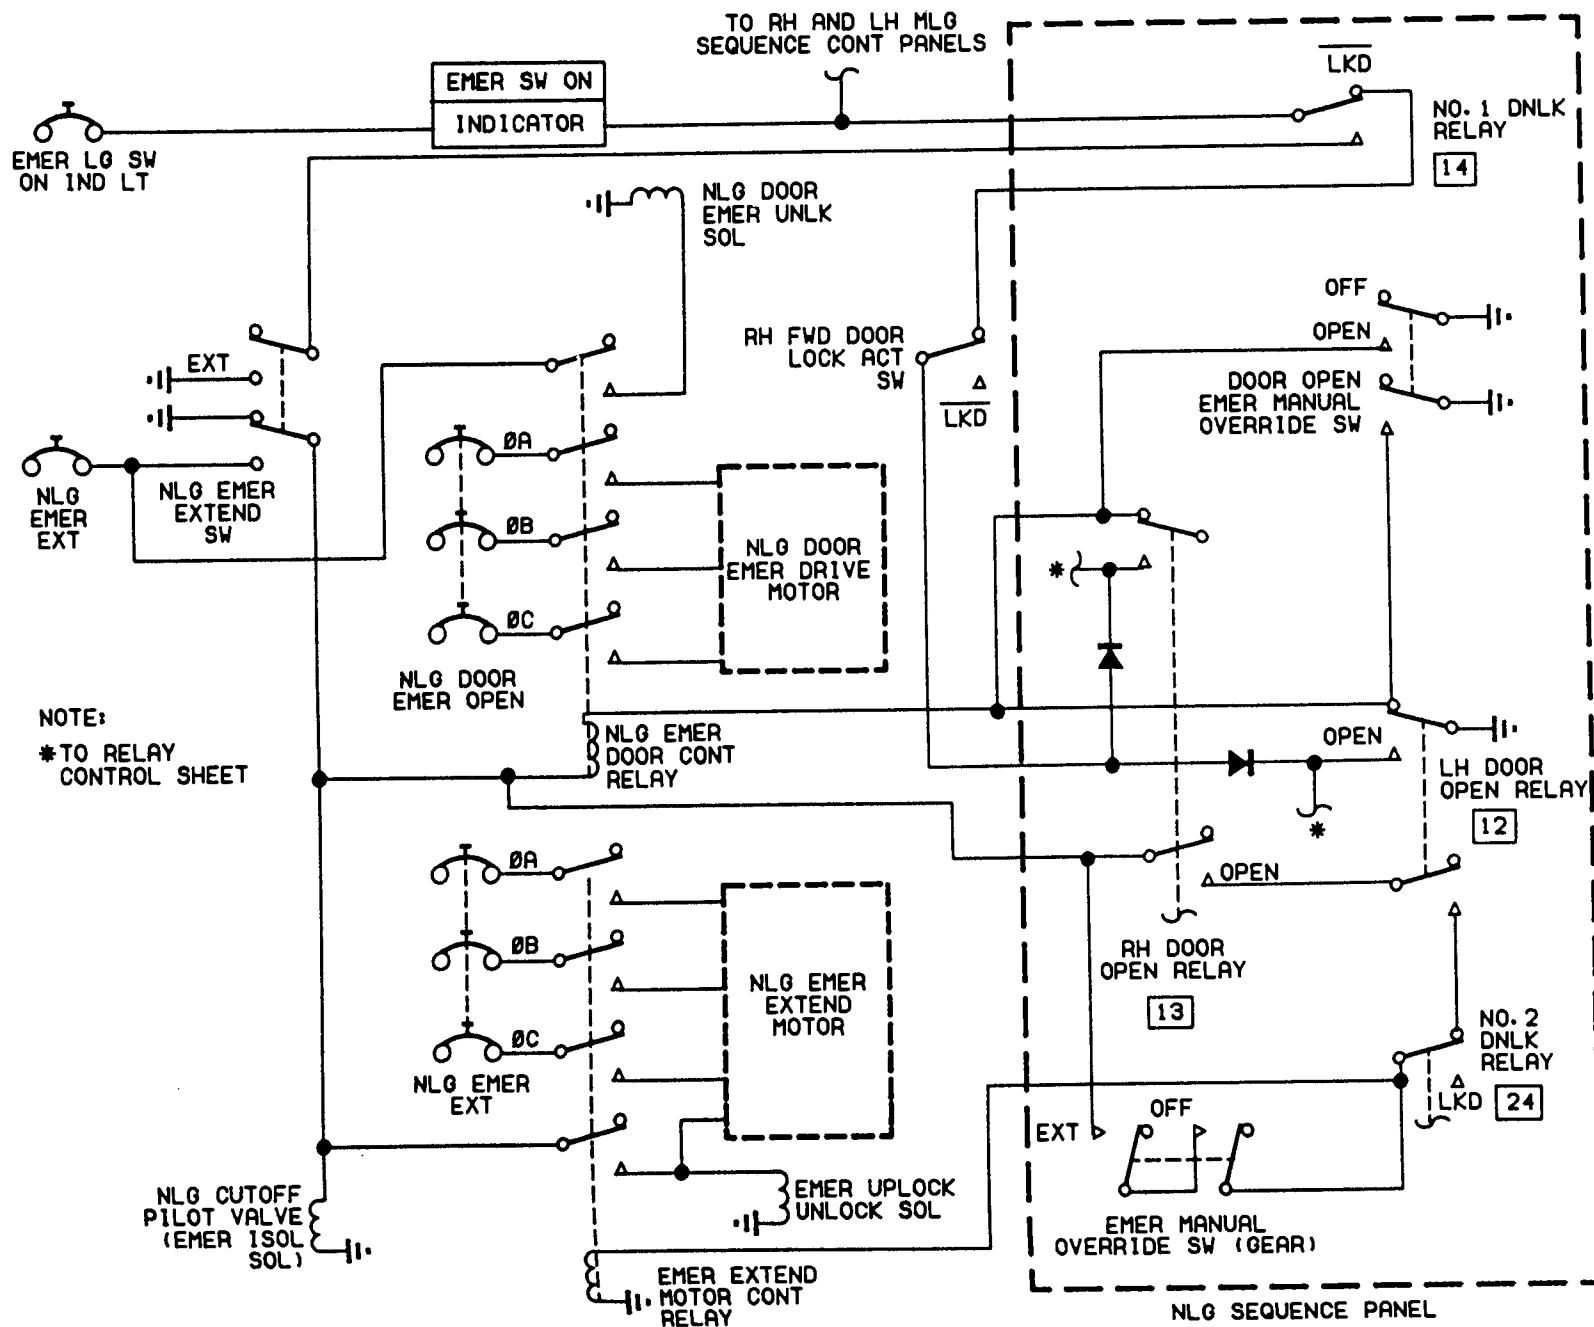 TO RH AND LH MLG
SEQUENCE CONT PANELS
LKD
EMER SW ON
INDICATOR
NO. 1 DNLK
RELAY
14
EMER LG SW
ON IND LT
NLG DOOR
EMER UNLK
SOL
OFF
OPEN
RH FWD DOOR
LOCK ACT
SW
LKD
EXT
DOOR OPEN
EMER MANUAL
OVERRIDE SW
ØA
NLG
EMER
EXT
NLG EMER
EXTEND
SW
ØB
NLG DOOR
EMER DRIVE
MOTOR
*
ØC
NLG DOOR
EMER OPEN
NOTE:
* TO RELAY
CONTROL SHEET
NLG EMER
DOOR CONT
RELAY
OPEN
LH DOOR
OPEN RELAY
12
*
ØA
OPEN
ØB
RH DOOR
OPEN RELAY
13
NLG EMER
EXTEND
MOTOR
ØC
NLG EMER
EXT
NO. 2
DNLK
RELAY
LKD 24
OFF
EXT
NLG CUTOFF
PILOT VALVE
(EMER ISOL
SOL)
EMER UPLOCK
UNLOCK SOL
EMER MANUAL
OVERRIDE SW (GEAR)
EMER EXTEND
MOTOR CONT
RELAY
NLG SEQUENCE PANEL